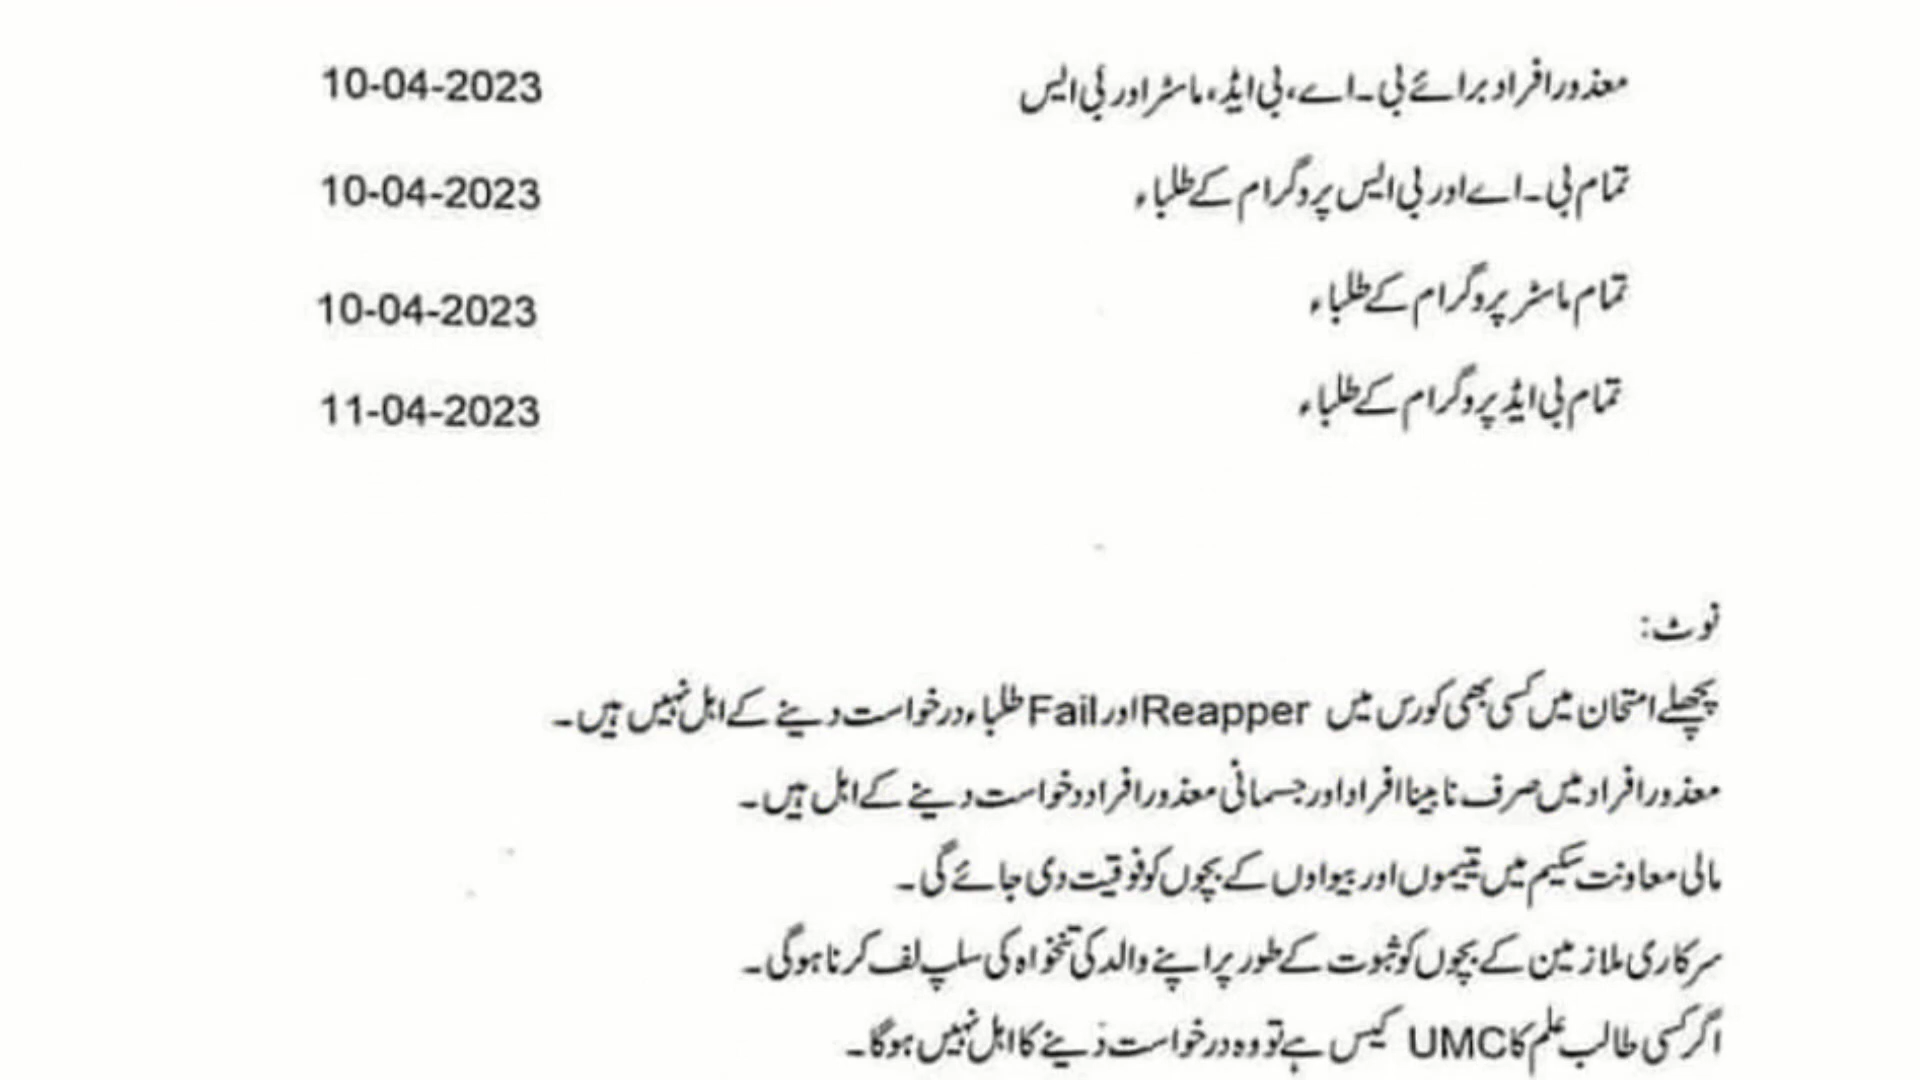 معذور افراد برائے بی۔اے، بی ایڈ، ماسٹر اور بی ایس 10-04-2023
تمام بی۔اے اور بی ایس پروگرام کے طلباء 10-04-2023
تمام ماسٹر پروگرام کے طلباء 10-04-2023
تمام بی ایڈ پروگرام کے طلباء 11-04-2023
نوٹ:
پچھلے امتحان میں کسی بھی کورس میں Reapper اور Fail طلباء درخواست دینے کے اہل نہیں ہیں۔
معذور افراد میں صرف نابینا افراد اور جسمانی معذور افراد دخواست دینے کے اہل ہیں۔
مالی معاونت سکیم میں یتیموں اور بیواوں کے بچوں کو فوقیت دی جائے گی۔
سرکاری ملازمین کے بچوں کو ثبوت کے طور پر اپنے والد کی تنخواہ کی سلپ لف کرنا ہوگی۔
اگر کسی طالب علم کا UMC کیس ہے تو وہ درخواست دینے کا اہل نہیں ہوگا۔